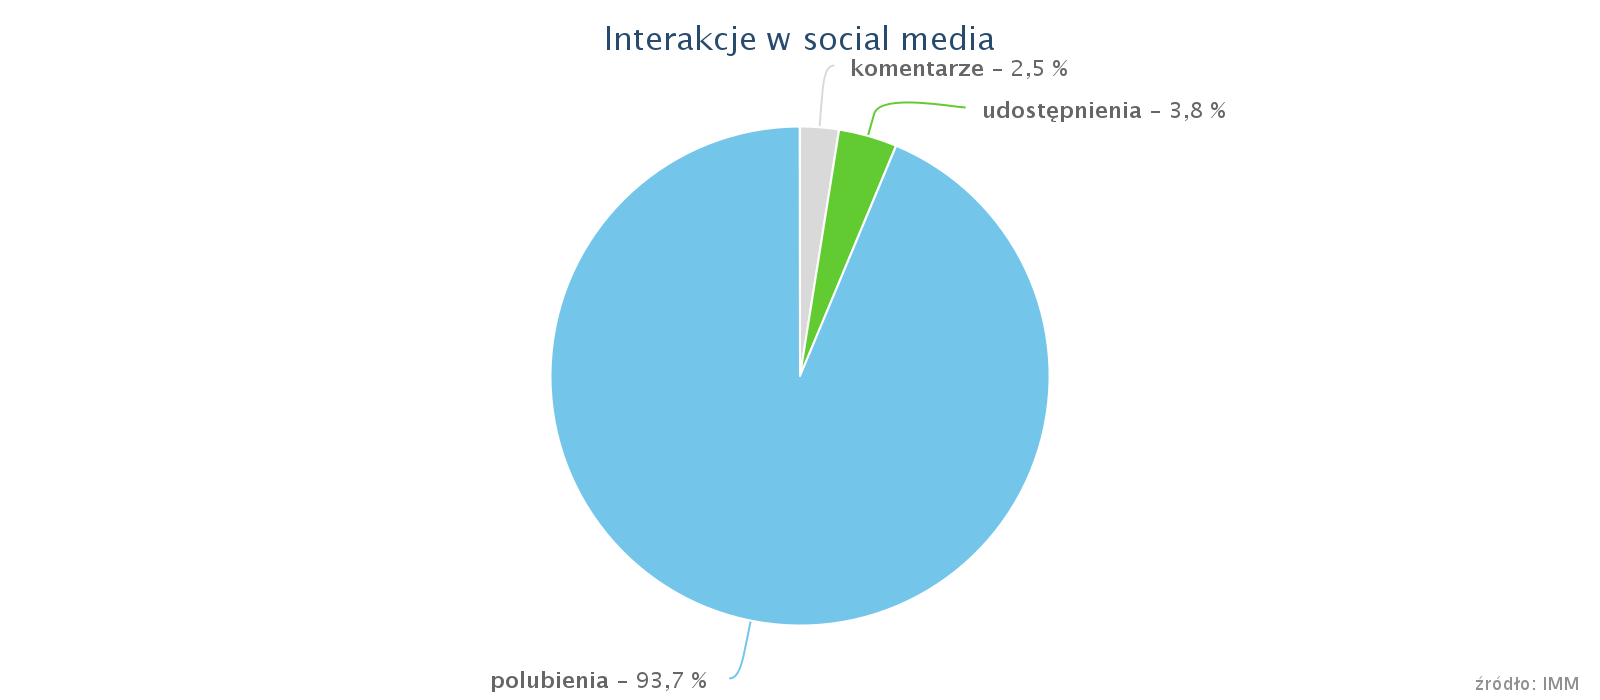 Interakcje w social media
komentarze – 2,5 %
udostępnienia – 3,8 %
polubienia – 93,7 %
źródło: IMM